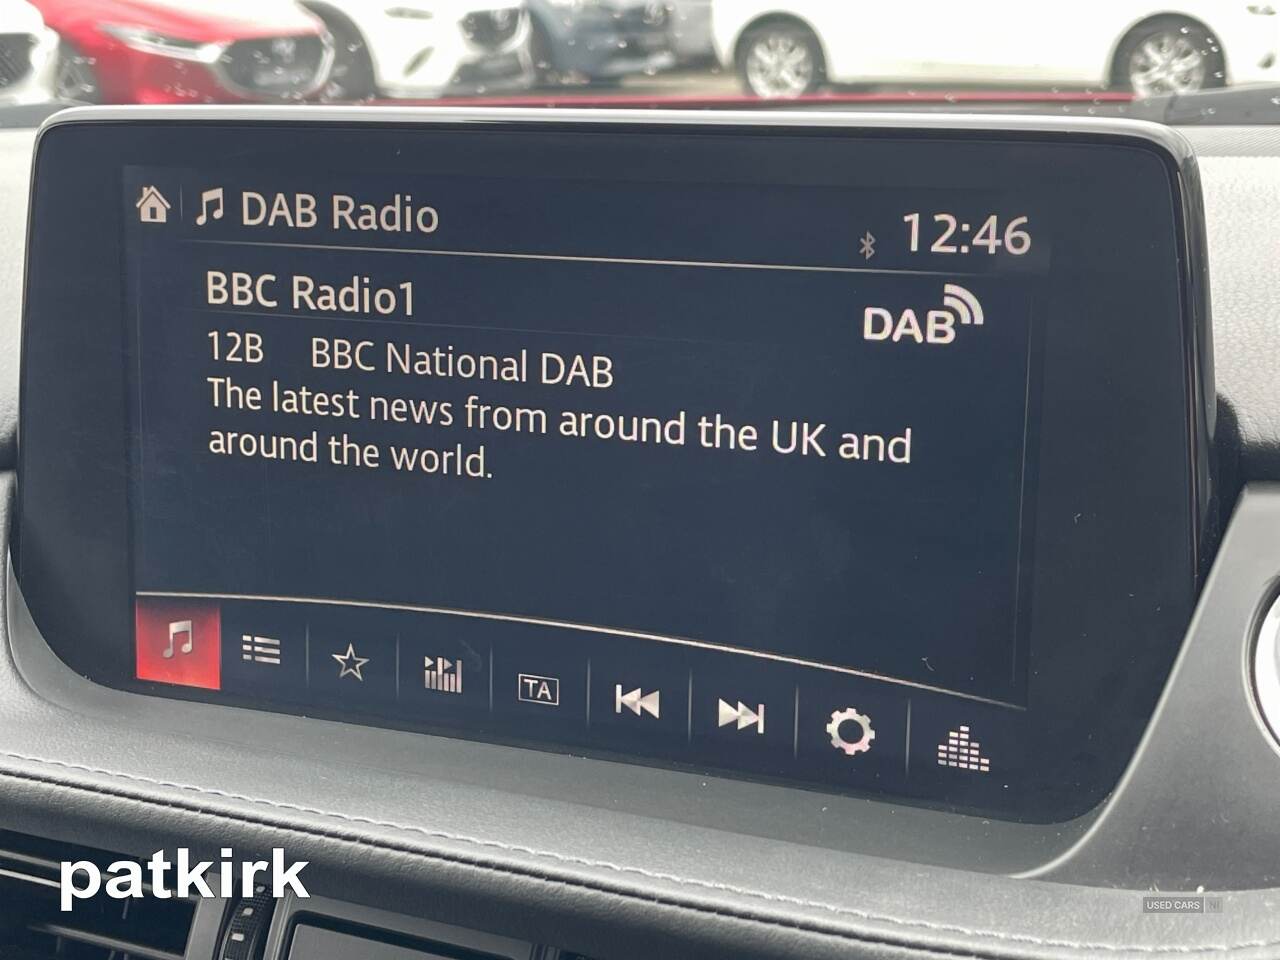 DAB Radio
12:46
BBC Radio1
DAB
12B BBC National DAB
The latest news from around the UK and
around the world.
TA
patkirk
USED CARS NI